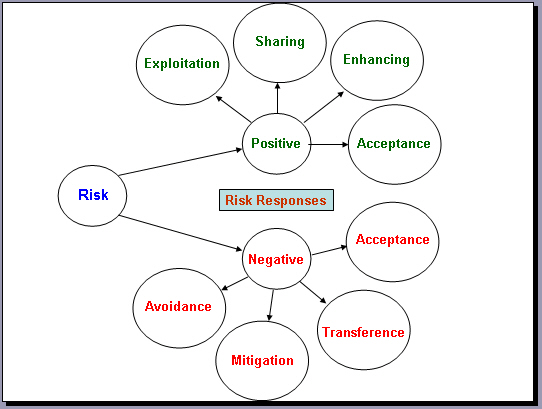 Sharing
Exploitation
Enhancing
Positive
Acceptance
Risk
Risk Responses
Acceptance
Negative
Avoidance
Transference
Mitigation